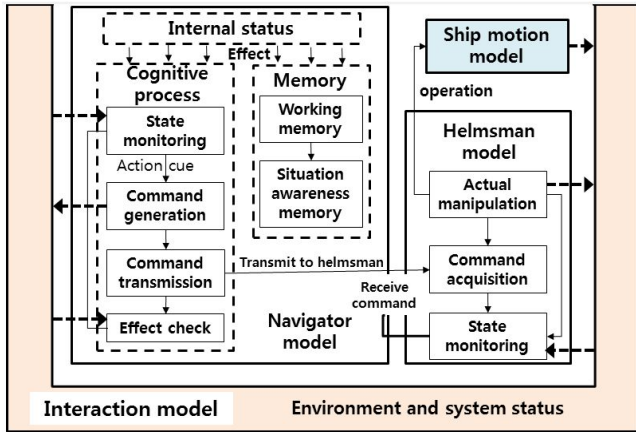 Internal status
Effect
Cognitive
process
State
monitoring
Action cue
Command
generation
Command
transmission
Effect check
Memory
Working
memory
Situation
awareness
memory
Transmit to helmsman
Receive
command
Navigator
model
Ship motion
model
operation
Helmsman
model
Actual
manipulation
Command
acquisition
State
monitoring
Interaction model
Environment and system status